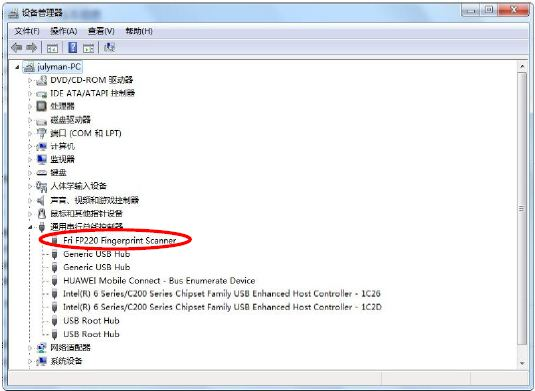 设备管理器
文件(F) 操作(A) 查看(V) 帮助(H)
julyman-PC
DVD/CD-ROM 驱动器
IDE ATA/ATAPI 控制器
处理器
磁盘驱动器
端口 (COM 和 LPT)
计算机
监视器
键盘
人体学输入设备
声音、视频和游戏控制器
鼠标和其他指针设备
通用串行总线控制器
Fri FP220 Fingerprint Scanner
Generic USB Hub
Generic USB Hub
HUAWEI Mobile Connect - Bus Enumerate Device
Intel(R) 6 Series/C200 Series Chipset Family USB Enhanced Host Controller - 1C26
Intel(R) 6 Series/C200 Series Chipset Family USB Enhanced Host Controller - 1C2D
USB Root Hub
USB Root Hub
网络适配器
系统设备